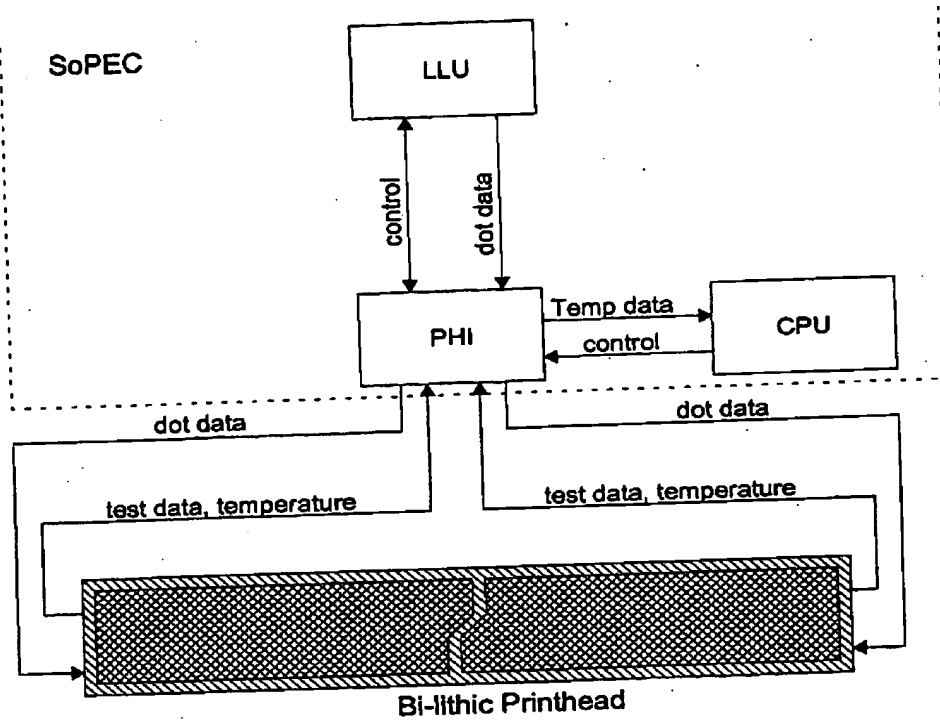 SoPEC
LLU
control
dot data
PHI
Temp data
control
CPU
dot data
dot data
test data, temperature
test data, temperature
Bi-lithic Printhead